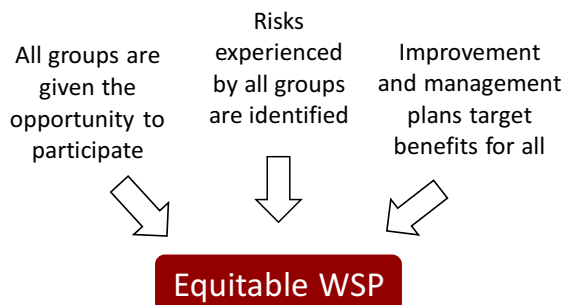 All groups are
given the
opportunity to
participate
Risks
experienced
by all groups
are identified
Improvement
and management
plans target
benefits for all
Equitable WSP